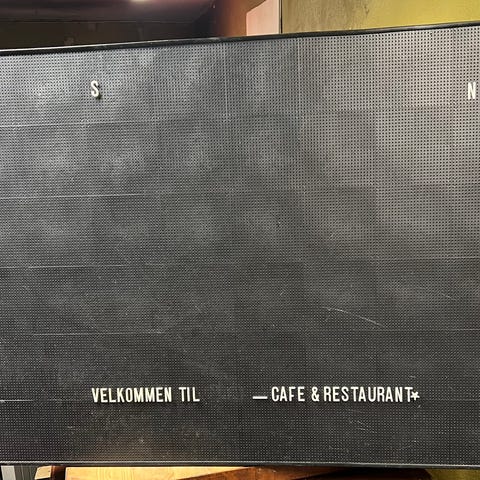 S N
VELKOMMEN TIL — CAFE & RESTAURANT*